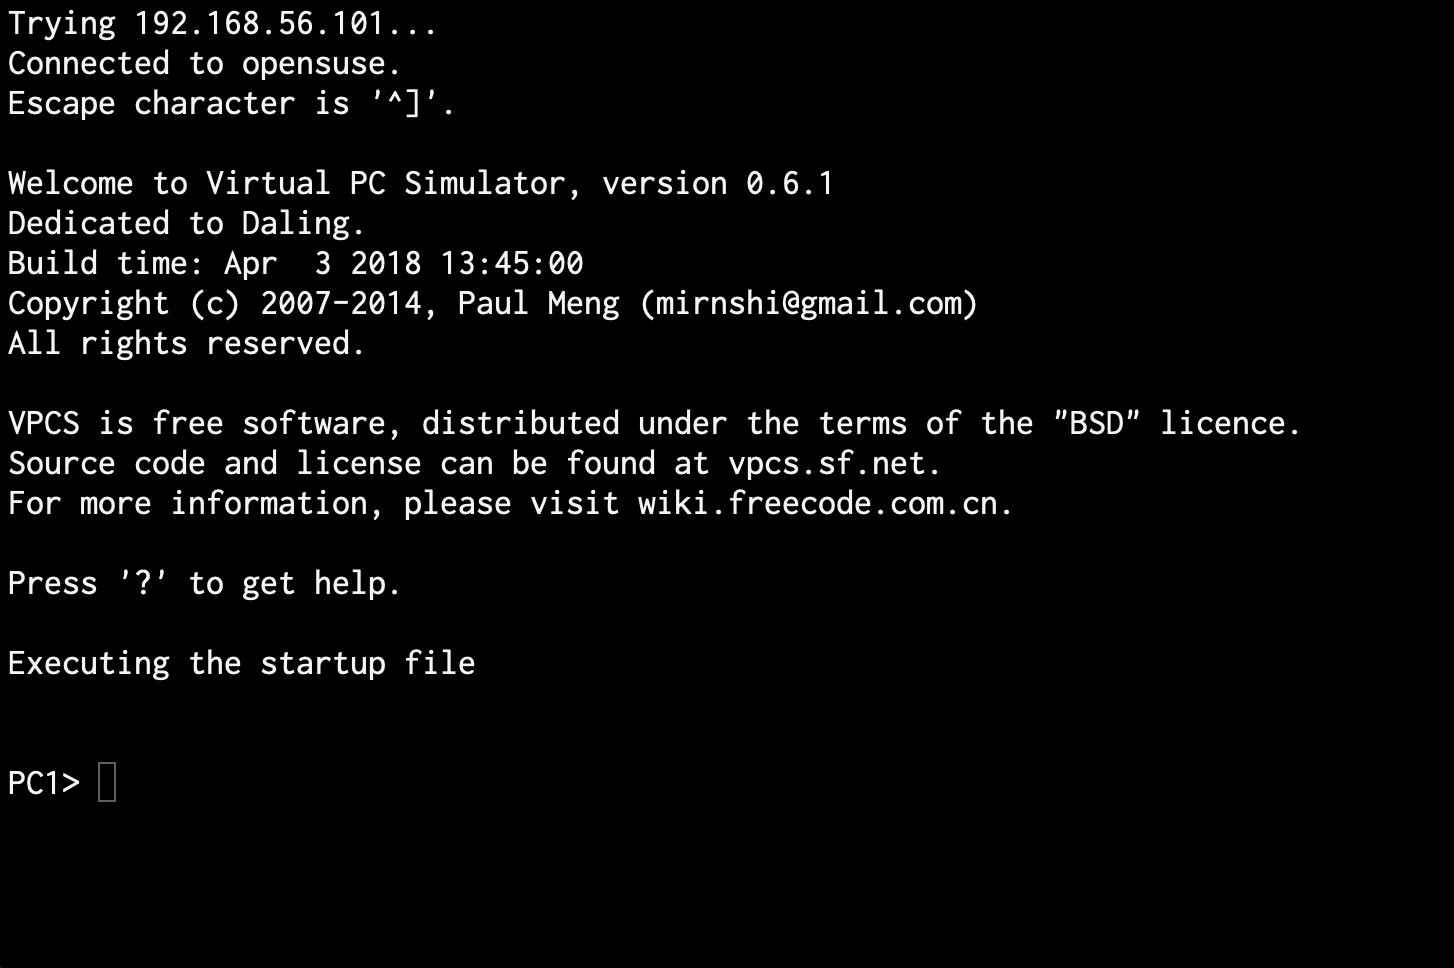 Trying 192.168.56.101...
Connected to opensuse.
Escape character is '^]'.
Welcome to Virtual PC Simulator, version 0.6.1
Dedicated to Daling.
Build time: Apr  3 2018 13:45:00
Copyright (c) 2007-2014, Paul Meng (mirnshi@gmail.com)
All rights reserved.
VPCS is free software, distributed under the terms of the "BSD" licence.
Source code and license can be found at vpcs.sf.net.
For more information, please visit wiki.freecode.com.cn.
Press '?' to get help.
Executing the startup file
PC1>